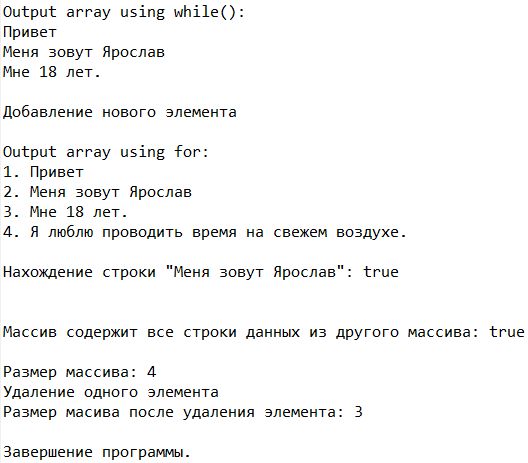 Output array using while():
Привет
Меня зовут Ярослав
Мне 18 лет.
Добавление нового элемента
Output array using for:
1. Привет
2. Меня зовут Ярослав
3. Мне 18 лет.
4. Я люблю проводить время на свежем воздухе.
Нахождение строки "Меня зовут Ярослав": true
Массив содержит все строки данных из другого массива: true
Размер массива: 4
Удаление одного элемента
Размер масива после удаления элемента: 3
Завершение программы.